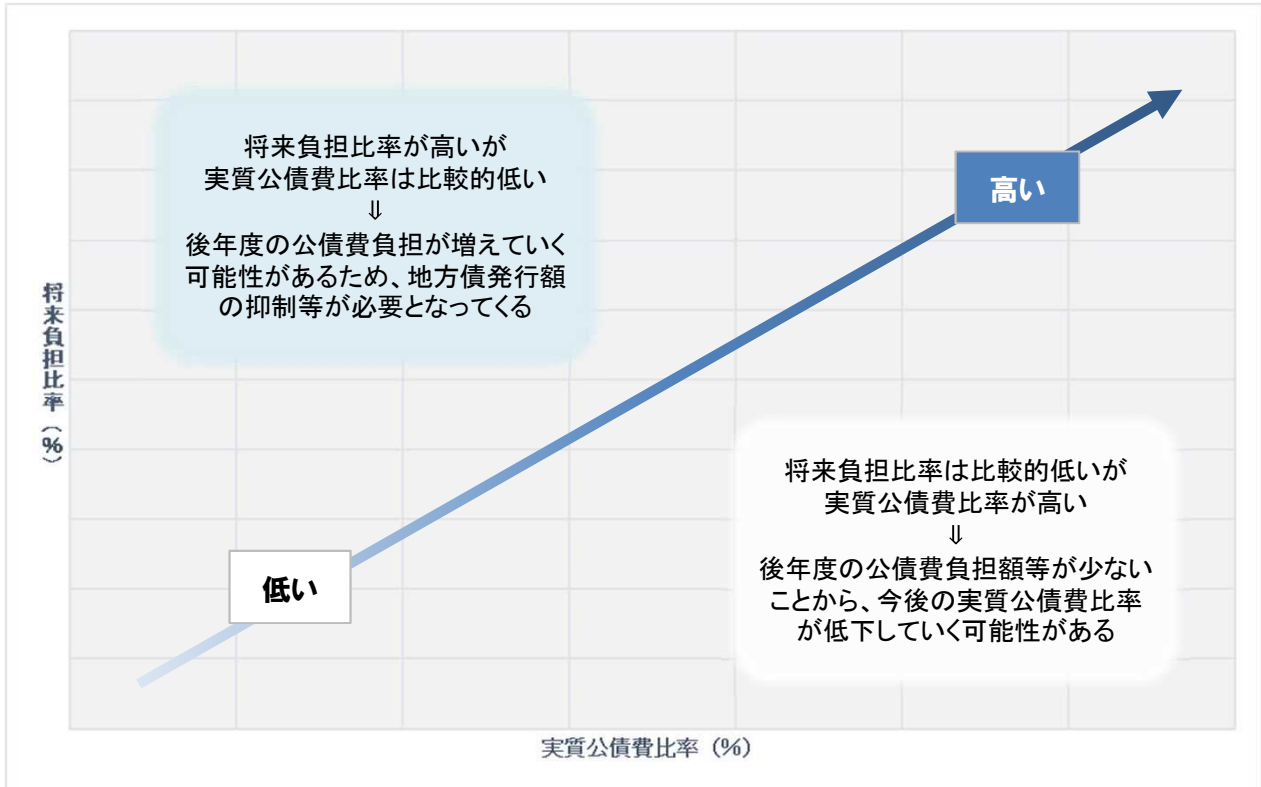 将来負担比率が高いが
実質公債費比率は比較的低い
⇓
後年度の公債費負担が増えていく
可能性があるため、地方債発行額
の抑制等が必要となってくる
高い
将来負担比率（%）
将来負担比率は比較的低いが
実質公債費比率が高い
⇓
後年度の公債費負担額等が少ない
ことから、今後の実質公債費比率
が低下していく可能性がある
低い
実質公債費比率（%）